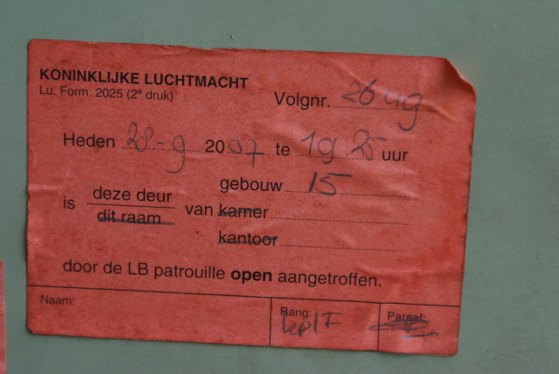 KONINKLIJKE LUCHTMACHT
Lu. Form. 2025 (2e druk)
Volgnr. 2649
Heden 28-9 2007 te 19 25 uur
gebouw 15
is deze deur van kamer
dit raam
kantoor
door de LB patrouille open aangetroffen.
Naam:
Rang: kpl I
Paraaf: